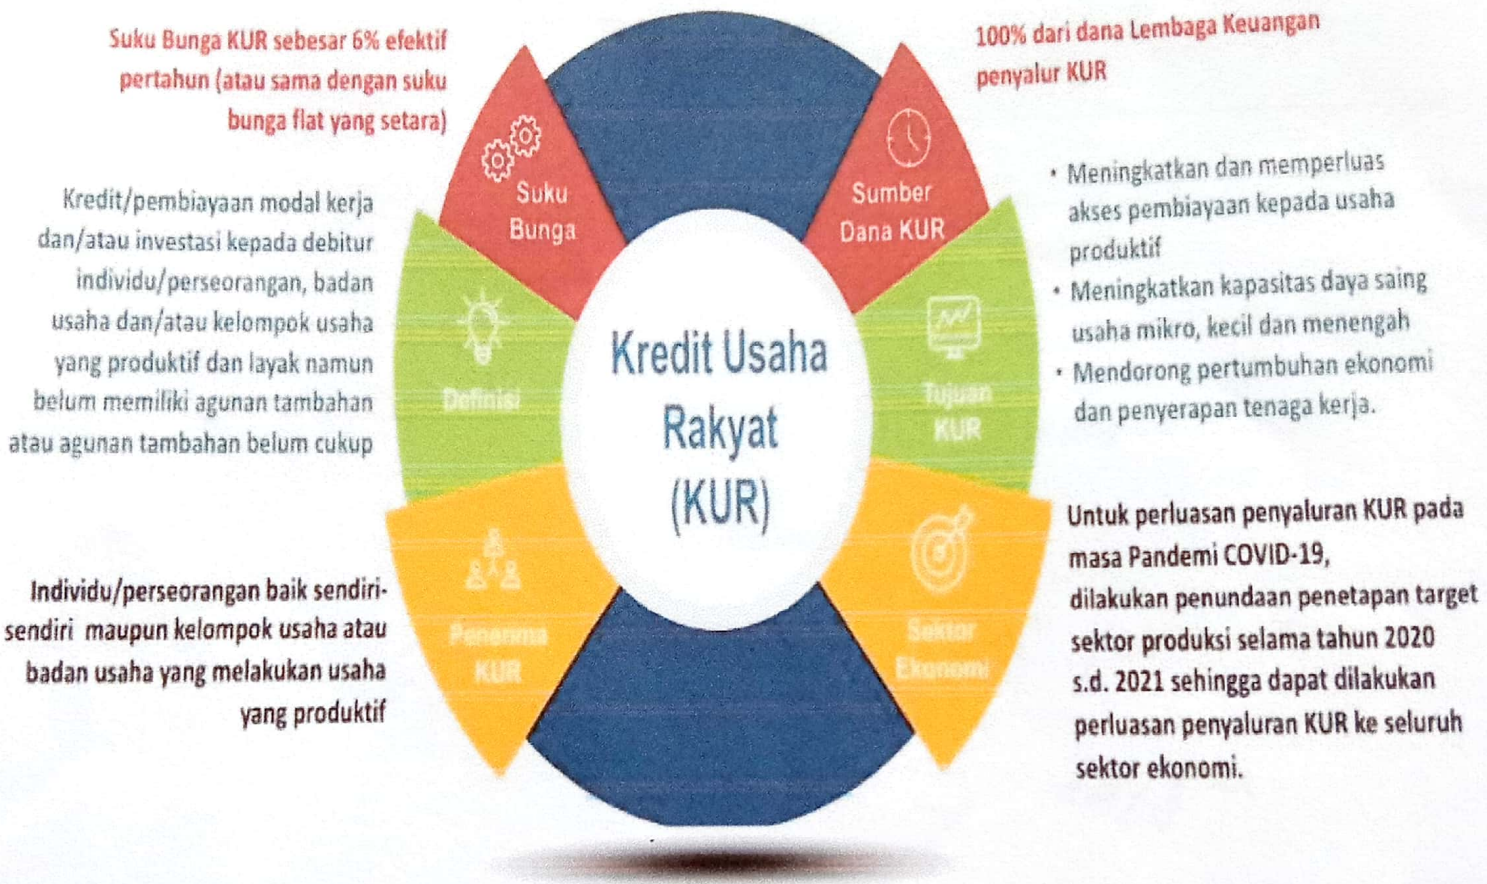 Suku Bunga KUR sebesar 6% efektif
pertahun (atau sama dengan suku
bunga flat yang setara)
Suku
Bunga
100% dari dana Lembaga Keuangan
penyalur KUR
Sumber
Dana KUR
Kredit/pembiayaan modal kerja
dan/atau investasi kepada debitur
individu/perseorangan, badan
usaha dan/atau kelompok usaha
yang produktif dan layak namun
belum memiliki agunan tambahan
atau agunan tambahan belum cukup
Definisi
Kredit Usaha
Rakyat
(KUR)
Tujuan
KUR
• Meningkatkan dan memperluas
akses pembiayaan kepada usaha
produktif
• Meningkatkan kapasitas daya saing
usaha mikro, kecil dan menengah
• Mendorong pertumbuhan ekonomi
dan penyerapan tenaga kerja.
Individu/perseorangan baik sendiri-
sendiri maupun kelompok usaha atau
badan usaha yang melakukan usaha
yang produktif
Penerima
KUR
Sektor
Ekonomi
Untuk perluasan penyaluran KUR pada
masa Pandemi COVID-19,
dilakukan penundaan penetapan target
sektor produksi selama tahun 2020
s.d. 2021 sehingga dapat dilakukan
perluasan penyaluran KUR ke seluruh
sektor ekonomi.